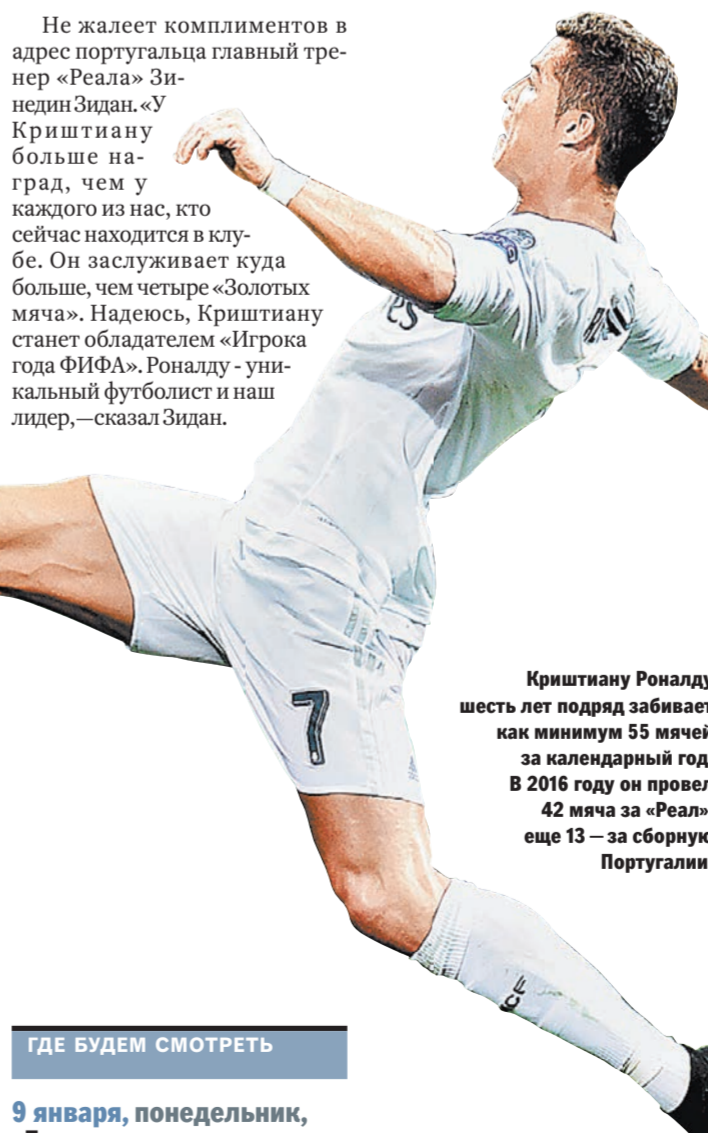 Не жалеет комплиментов в
адрес португальца главный тре-
нер «Реала» Зи-
недин Зидан. «У
Криштиану
больше на-
град, чем у
каждого из нас, кто
сейчас находится в клу-
бе. Он заслуживает куда
больше, чем четыре «Золотых
мяча». Надеюсь, Криштиану
станет обладателем «Игрока
года ФИФА». Роналду - уни-
кальный футболист и наш
лидер,—сказал Зидан.
7
Криштиану Роналду
шесть лет подряд забивает
как минимум 55 мячей
за календарный год
В 2016 году он провел
42 мяча за «Реал»
еще 13 — за сборную
Португалии
ГДЕ БУДЕМ СМОТРЕТЬ
9 января, понедельник,